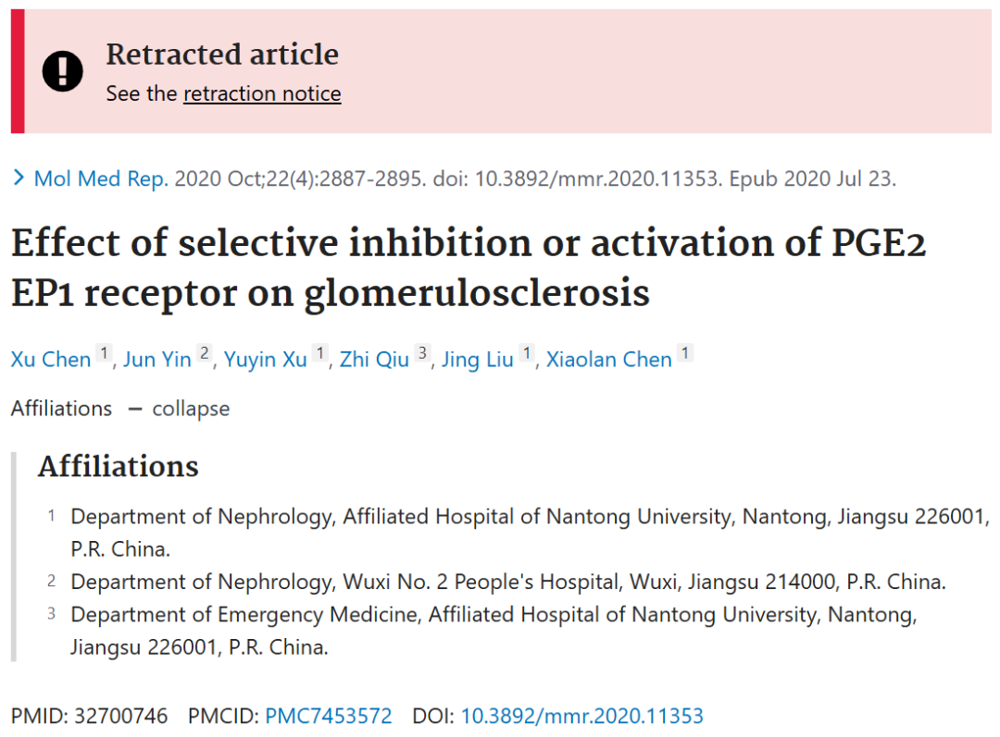 Retracted article
See the retraction notice
Mol Med Rep. 2020 Oct;22(4):2887-2895. doi: 10.3892/mmr.2020.11353. Epub 2020 Jul 23.
Effect of selective inhibition or activation of PGE2
EP1 receptor on glomerulosclerosis
Xu Chen 1, Jun Yin 2, Yuyin Xu 1, Zhi Qiu 3, Jing Liu 1, Xiaolan Chen 1
Affiliations – collapse
Affiliations
1 Department of Nephrology, Affiliated Hospital of Nantong University, Nantong, Jiangsu 226001,
P.R. China.
2 Department of Nephrology, Wuxi No. 2 People's Hospital, Wuxi, Jiangsu 214000, P.R. China.
3 Department of Emergency Medicine, Affiliated Hospital of Nantong University, Nantong,
Jiangsu 226001, P.R. China.
PMID: 32700746 PMCID: PMC7453572 DOI: 10.3892/mmr.2020.11353